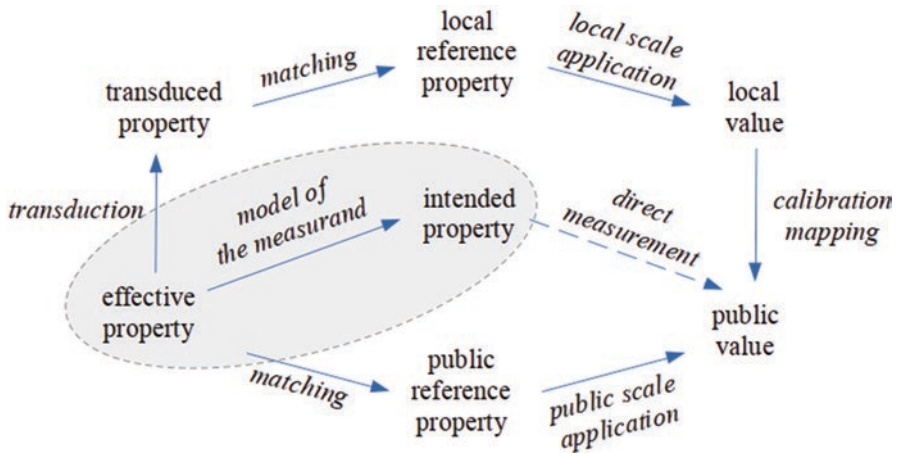 local
reference
property
local scale
application
matching
transduced
property
local
value
transduction
model of
the measurand
intended
property
direct
measurement
calibration
mapping
effective
property
public
value
matching
public
reference
property
public scale
application